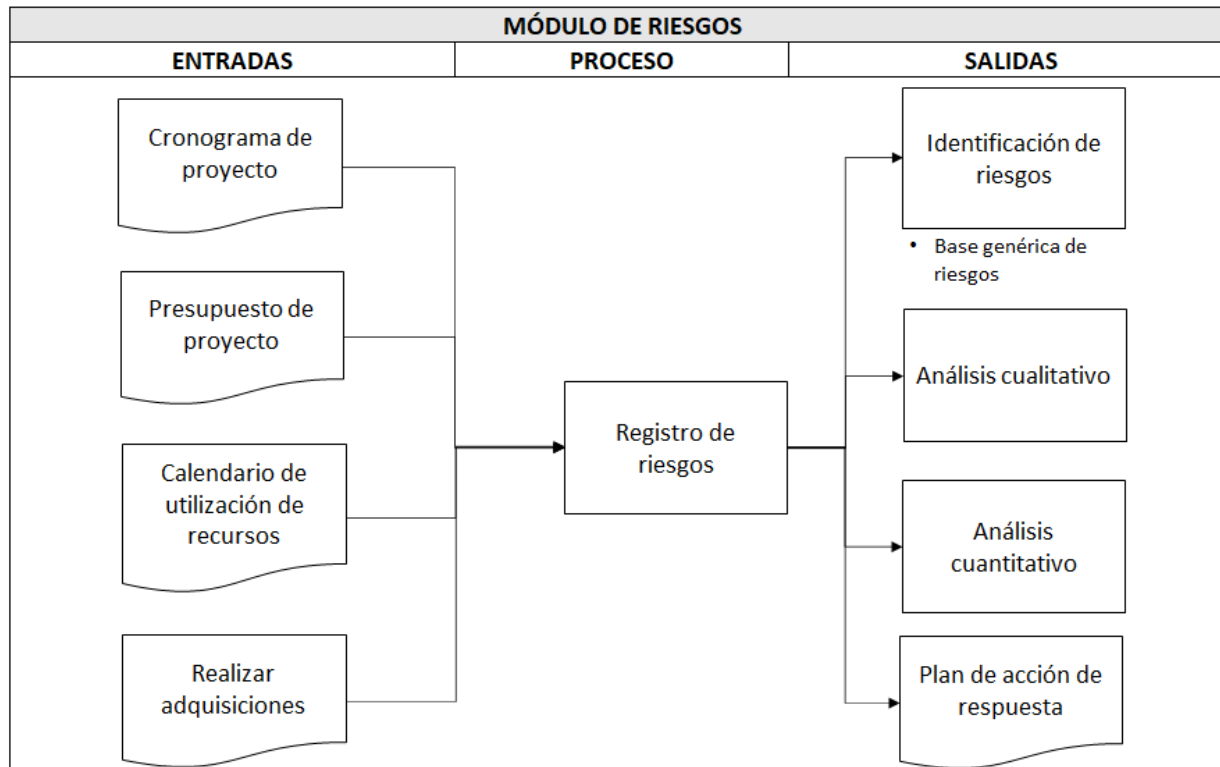 MÓDULO DE RIESGOS
ENTRADAS
PROCESO
SALIDAS
Cronograma de
proyecto
Presupuesto de
proyecto
Calendario de
utilización de
recursos
Realizar
adquisiciones
Registro de
riesgos
Identificación de
riesgos
• Base genérica de
riesgos
Análisis cualitativo
Análisis
cuantitativo
Plan de acción de
respuesta